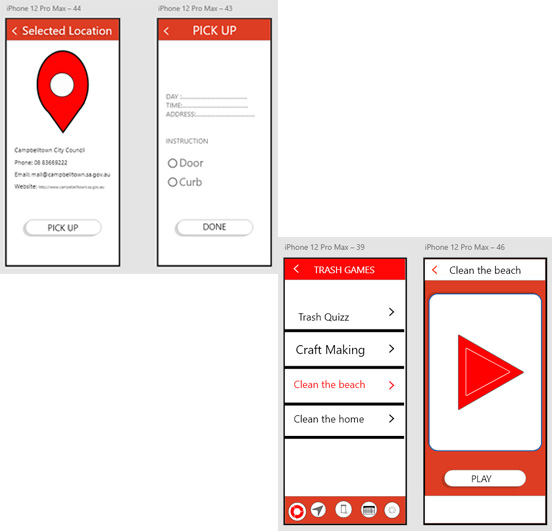 iPhone 12 Pro Max – 44
Selected Location
Campbelltown City Council
Phone: 08 83669222
Email: mail@campbelltown.sa.gov.au
Website: http://www.campbelltown.sa.gov.au
PICK UP
iPhone 12 Pro Max – 43
PICK UP
DAY :
TIME:
ADDRESS:
INSTRUCTION
Door
Curb
DONE
iPhone 12 Pro Max – 39
TRASH GAMES
Trash Quizz
Craft Making
Clean the beach
Clean the home
iPhone 12 Pro Max – 46
Clean the beach
PLAY